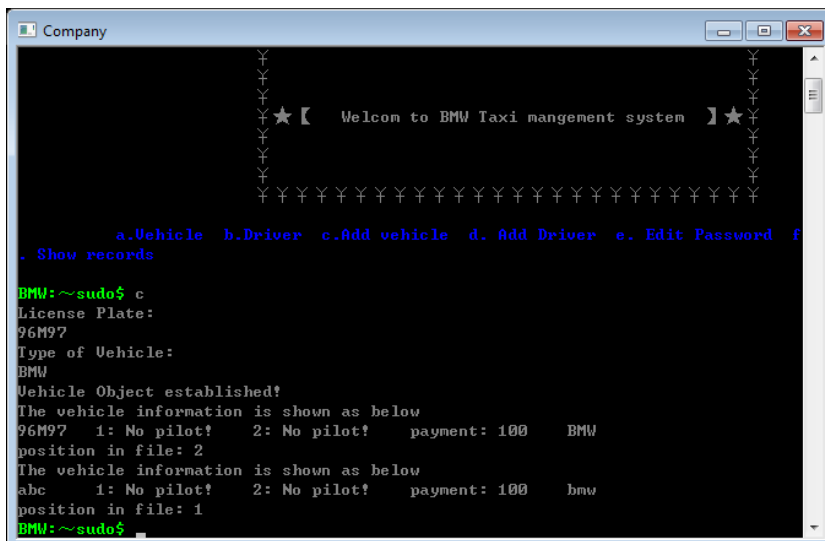 Company
¥ ¥
¥ ¥
¥ ¥
¥★【 Welcom to BMW Taxi mangement system 】★¥
¥ ¥
¥ ¥
¥ ¥
¥ ¥ ¥ ¥ ¥ ¥ ¥ ¥ ¥ ¥ ¥ ¥ ¥ ¥ ¥ ¥ ¥ ¥ ¥ ¥ ¥ ¥ ¥ ¥ ¥ ¥
a.Vehicle b.Driver c.Add vehicle d. Add Driver e. Edit Password f
. Show records
BMW:~sudo$ c
License Plate:
96M97
Type of Vehicle:
BMW
Vehicle Object established!
The vehicle information is shown as below
96M97 1: No pilot! 2: No pilot! payment: 100 BMW
position in file: 2
The vehicle information is shown as below
abc 1: No pilot! 2: No pilot! payment: 100 bmw
position in file: 1
BMW:~sudo$ _